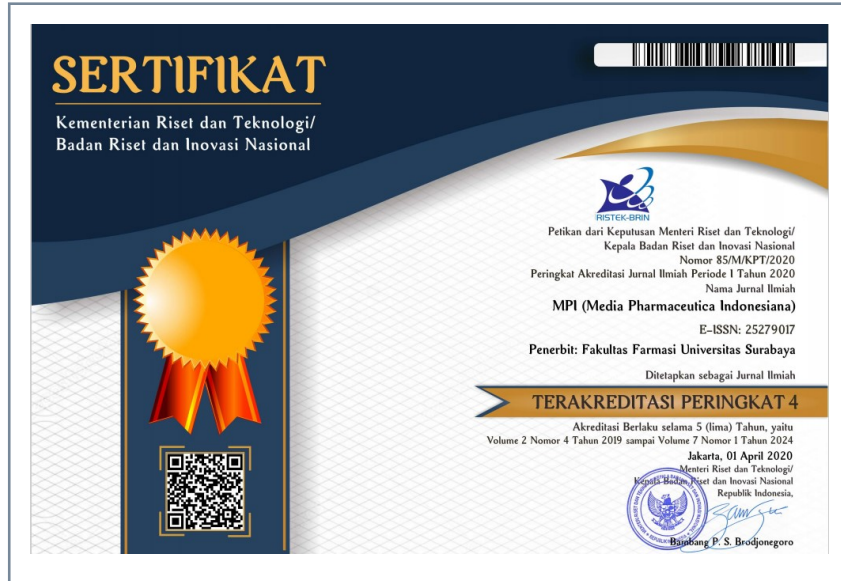 SERTIFIKAT
Kementerian Riset dan Teknologi/
Badan Riset dan Inovasi Nasional
RISTEK-BRIN
Petikan dari Keputusan Menteri Riset dan Teknologi/
Kepala Badan Riset dan Inovasi Nasional
Nomor 85/M/KPT/2020
Peringkat Akreditasi Jurnal Ilmiah Periode I Tahun 2020
Nama Jurnal Ilmiah
MPI (Media Pharmaceutica Indonesiana)
E-ISSN: 25279017
Penerbit: Fakultas Farmasi Universitas Surabaya
Ditetapkan sebagai Jurnal Ilmiah
TERAKREDITASI PERINGKAT 4
Akreditasi Berlaku selama 5 (lima) Tahun, yaitu
Volume 2 Nomor 4 Tahun 2019 sampai Volume 7 Nomor 1 Tahun 2024
Jakarta, 01 April 2020
Menteri Riset dan Teknologi/
Kepala Badan Riset dan Inovasi Nasional
Republik Indonesia,
Bambang P. S. Brodjonegoro